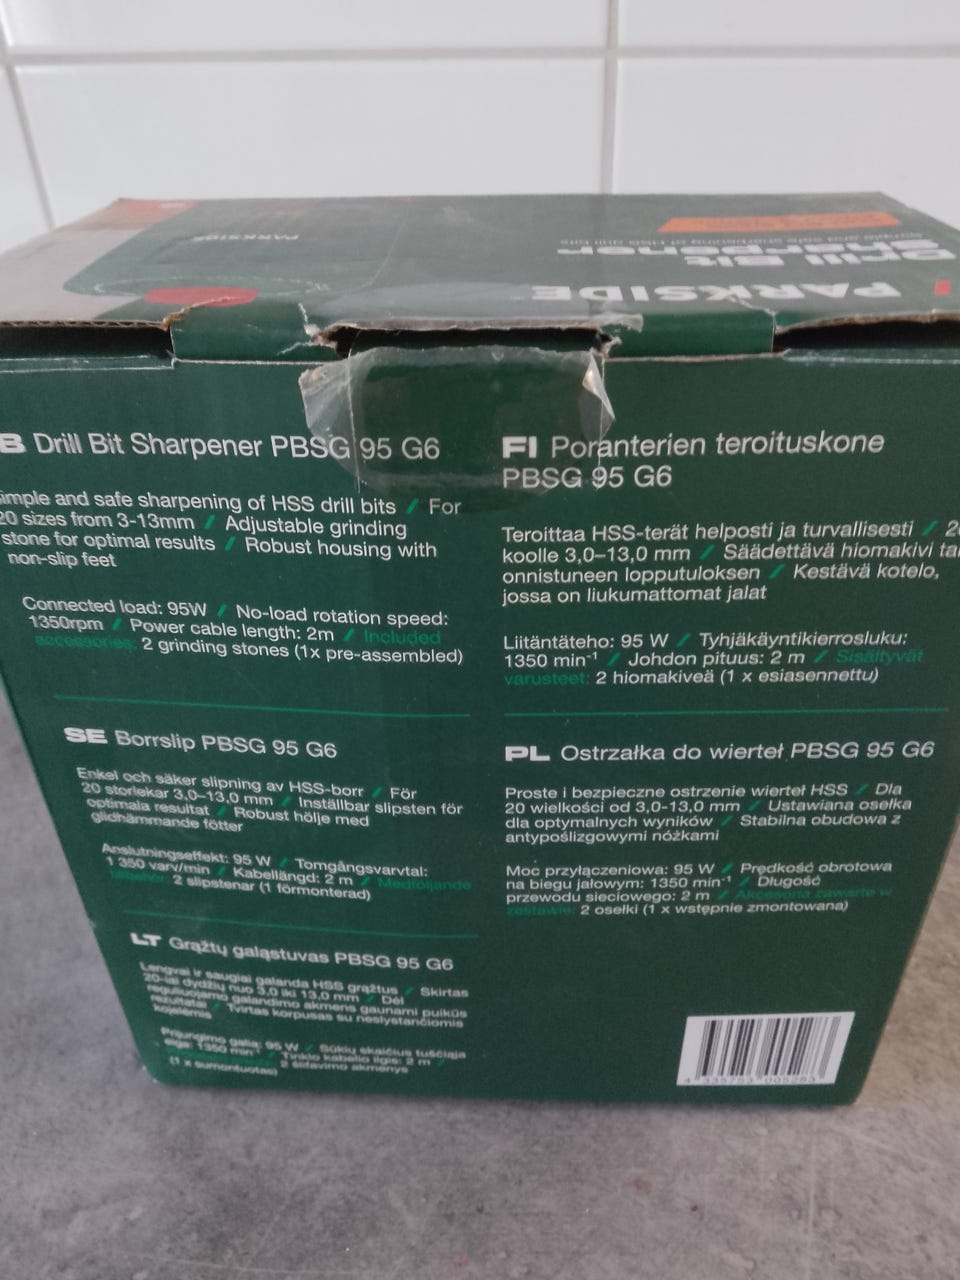 PARKSIDE
Drill Bit
Sharpener
PARKSIDE
Drill Bit Sharpener PBSG 95 G6
and safe sharpening of HSS drill bits / For
20 sizes from 3-13mm / Adjustable grinding
stone for optimal results / Robust housing with
non-slip feet
Connected load: 95W / No-load rotation speed:
1350rpm / Power cable length: 2m / Included
accessories: 2 grinding stones (1x pre-assembled)
FI Poranterien teroituskone
PBSG 95 G6
Teroittaa HSS-terät helposti ja turvallisesti /
koolle 3,0–13,0 mm / Säädettävä hiomakivi
onnistuneen lopputuloksen / Kestävä kotelo,
jossa on liukumattomat jalat
Liitäntäteho: 95 W / Tyhjäkäyntikierrosluku:
1350 min⁻¹ / Johdon pituus: 2 m / Sisältyvät
varusteet: 2 hiomakiveä (1 x esiasennettu)
SE Borrslip PBSG 95 G6
Enkel och säker slipning av HSS-borr / För
20 storlekar 3,0–13,0 mm / Inställbar slipsten för
optimala resultat / Robust hölje med
glidhämmande fötter
Anslutningseffekt: 95 W / Tomgångsvarvtal:
1 350 varv/min / Kabellängd: 2 m / Medföljande
tillbehör: 2 slipstenar (1 förmonterad)
PL Ostrzałka do wierteł PBSG 95 G6
Proste i bezpieczne ostrzenie wierteł HSS / Dla
20 wielkości od 3,0-13,0 mm / Ustawiana osełka
dla optymalnych wyników / Stabilna obudowa z
antypoślizgowymi nóżkami
Moc przyłączeniowa: 95 W / Prędkość obrotowa
na biegu jałowym: 1350 min⁻¹ / Długość
przewodu sieciowego: 2 m / Akcesoria zawarte w
zestawie: 2 osełki (1 x wstępnie zmontowana)
LT Grąžtų galąstuvas PBSG 95 G6
Lengvai ir saugiai galanda HSS grąžtus / Skirtas
20-iai dydžių nuo 3,0 iki 13,0 mm / Dėl
reguliuojamo galandimo akmens gaunami puikūs
rezultatai / Tvirtas korpusas su neslystančiomis
kojelėmis
Prijungimo galia: 95 W / Sūkių skaičius tuščiąja
eiga: 1350 min⁻¹ / Tinklo kabelio ilgis: 2 m /
2 šlifavimo akmenys
(1 x sumontuotas)